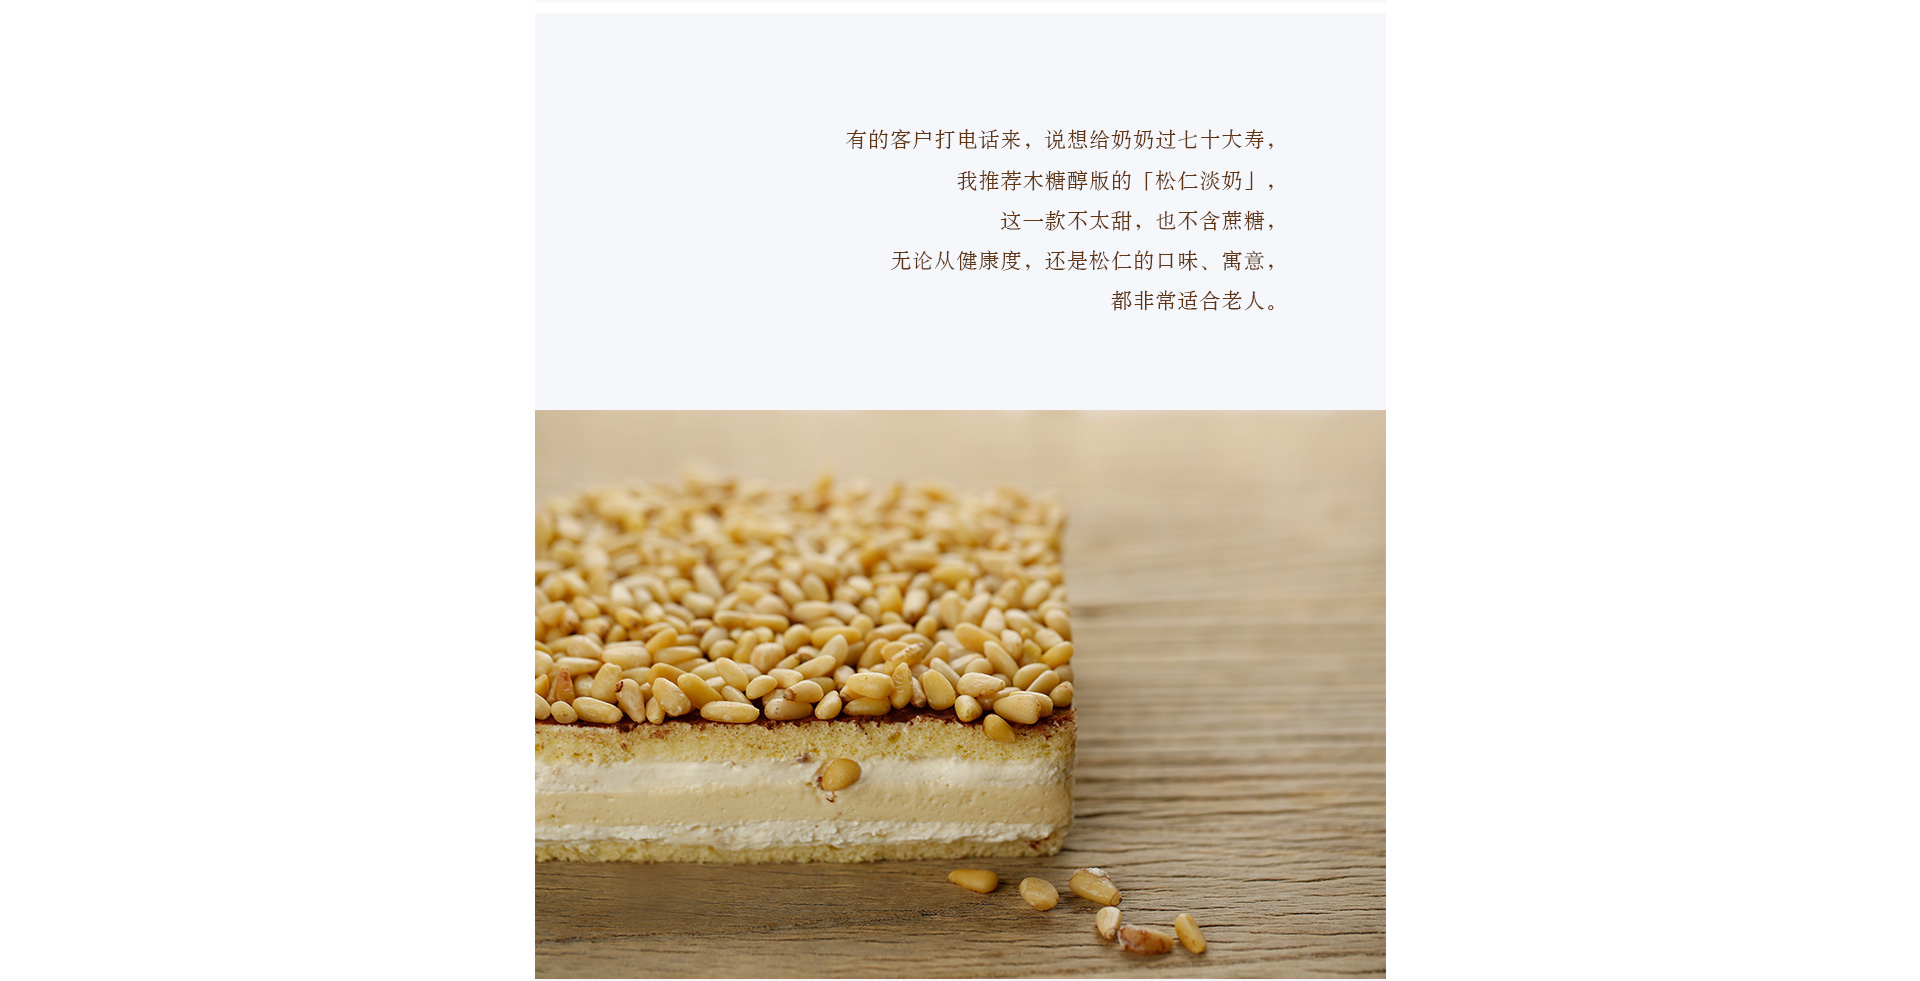 有的客户打电话来，说想给奶奶过七十大寿，
我推荐木糖醇版的「松仁淡奶」，
这一款不太甜，也不含蔗糖，
无论从健康度，还是松仁的口味、寓意，
都非常适合老人。